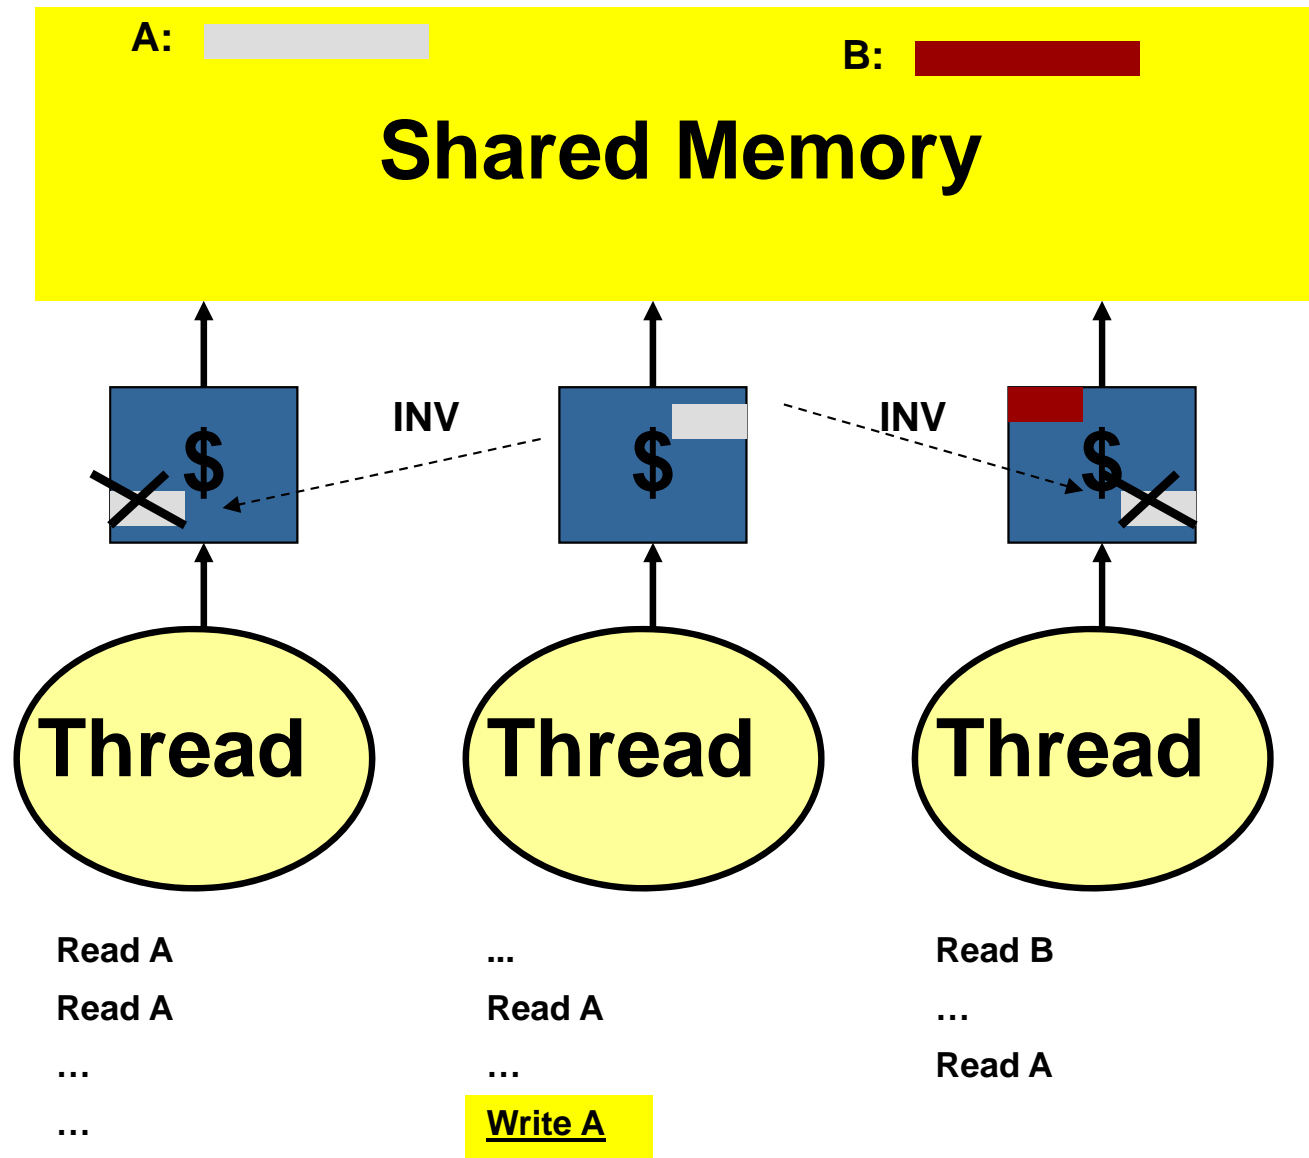 A:
B:
Shared Memory
INV
INV
$
$
$
Thread
Thread
Thread
Read A
...
Read B
Read A
Read A
…
…
…
Read A
…
Write A